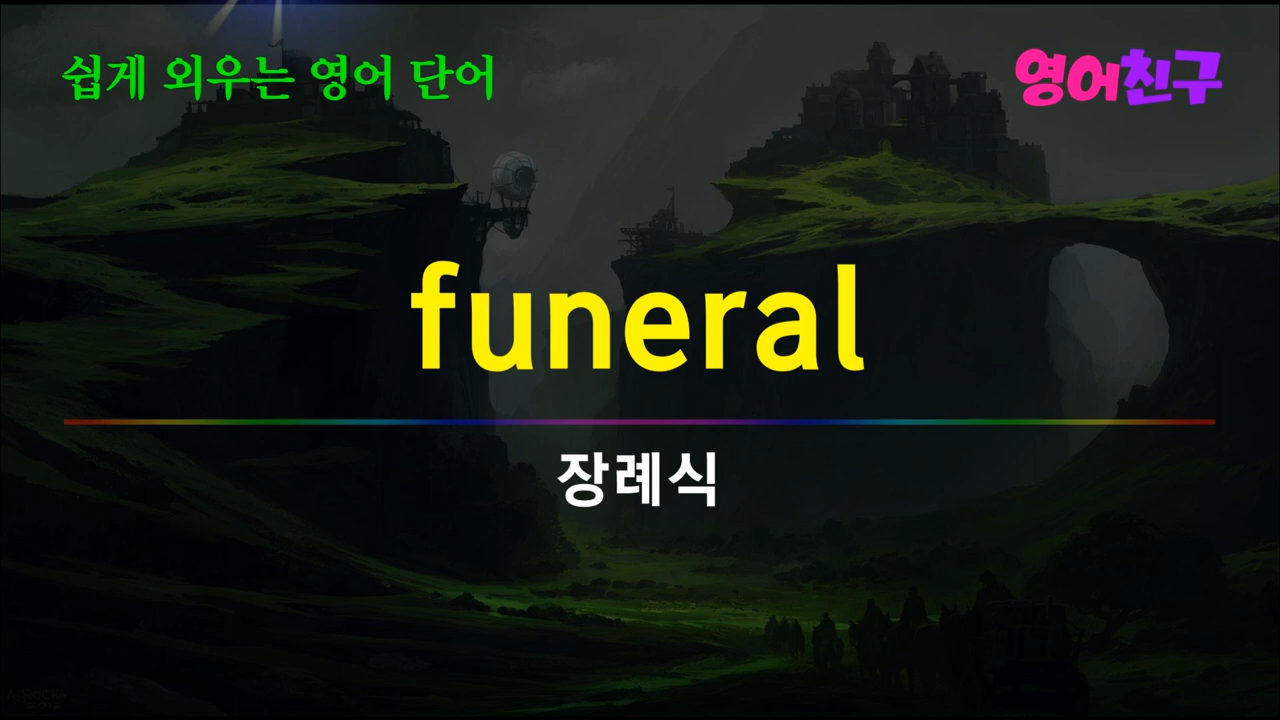 쉽게 외우는 영어 단어
영어친구
funeral
장례식